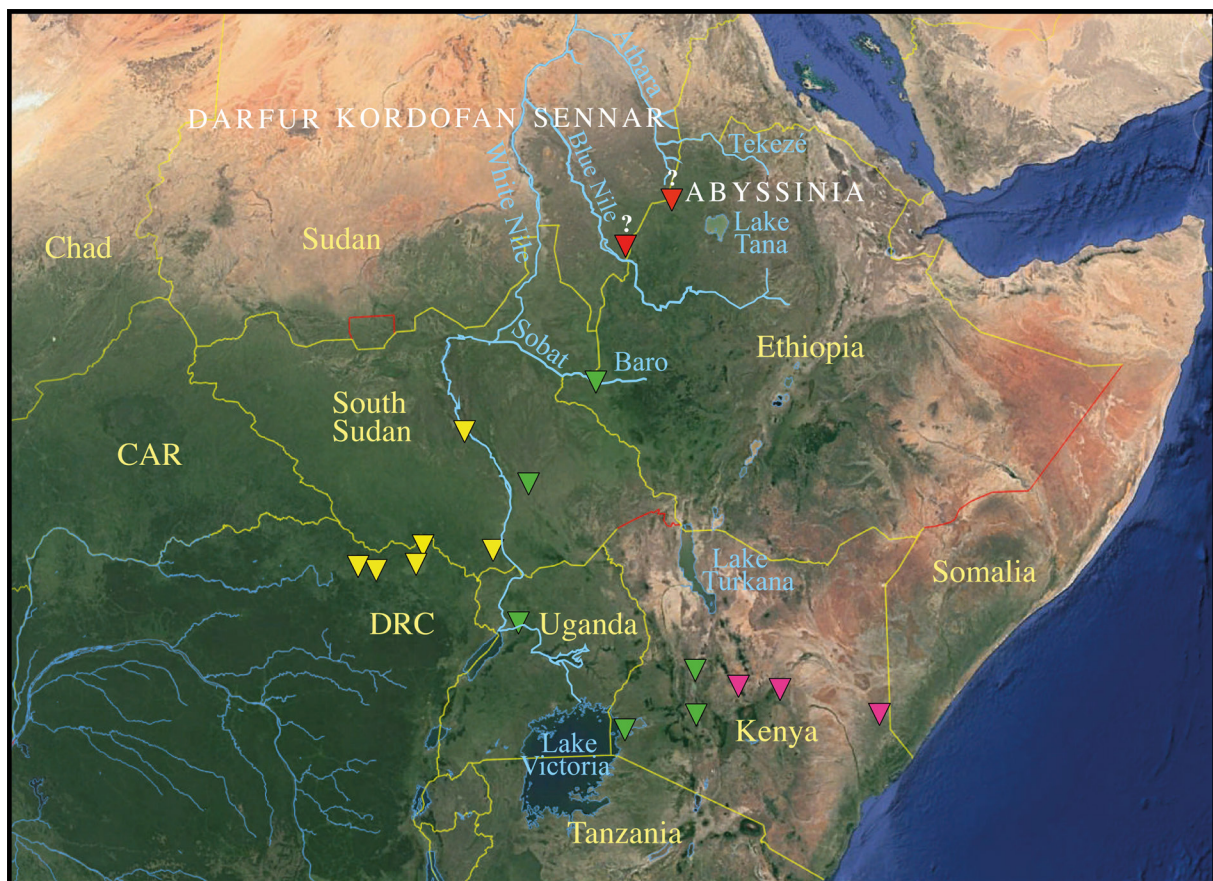 Atbara
DARFUR KORDOFAN SENNAR
Tekezé
White Nile
Blue Nile
?
ABYSSINIA
?
Lake
Tana
Chad
Sudan
Sobat
Baro
Ethiopia
South
Sudan
CAR
Lake
Turkana
Somalia
DRC
Uganda
Kenya
Lake
Victoria
Tanzania